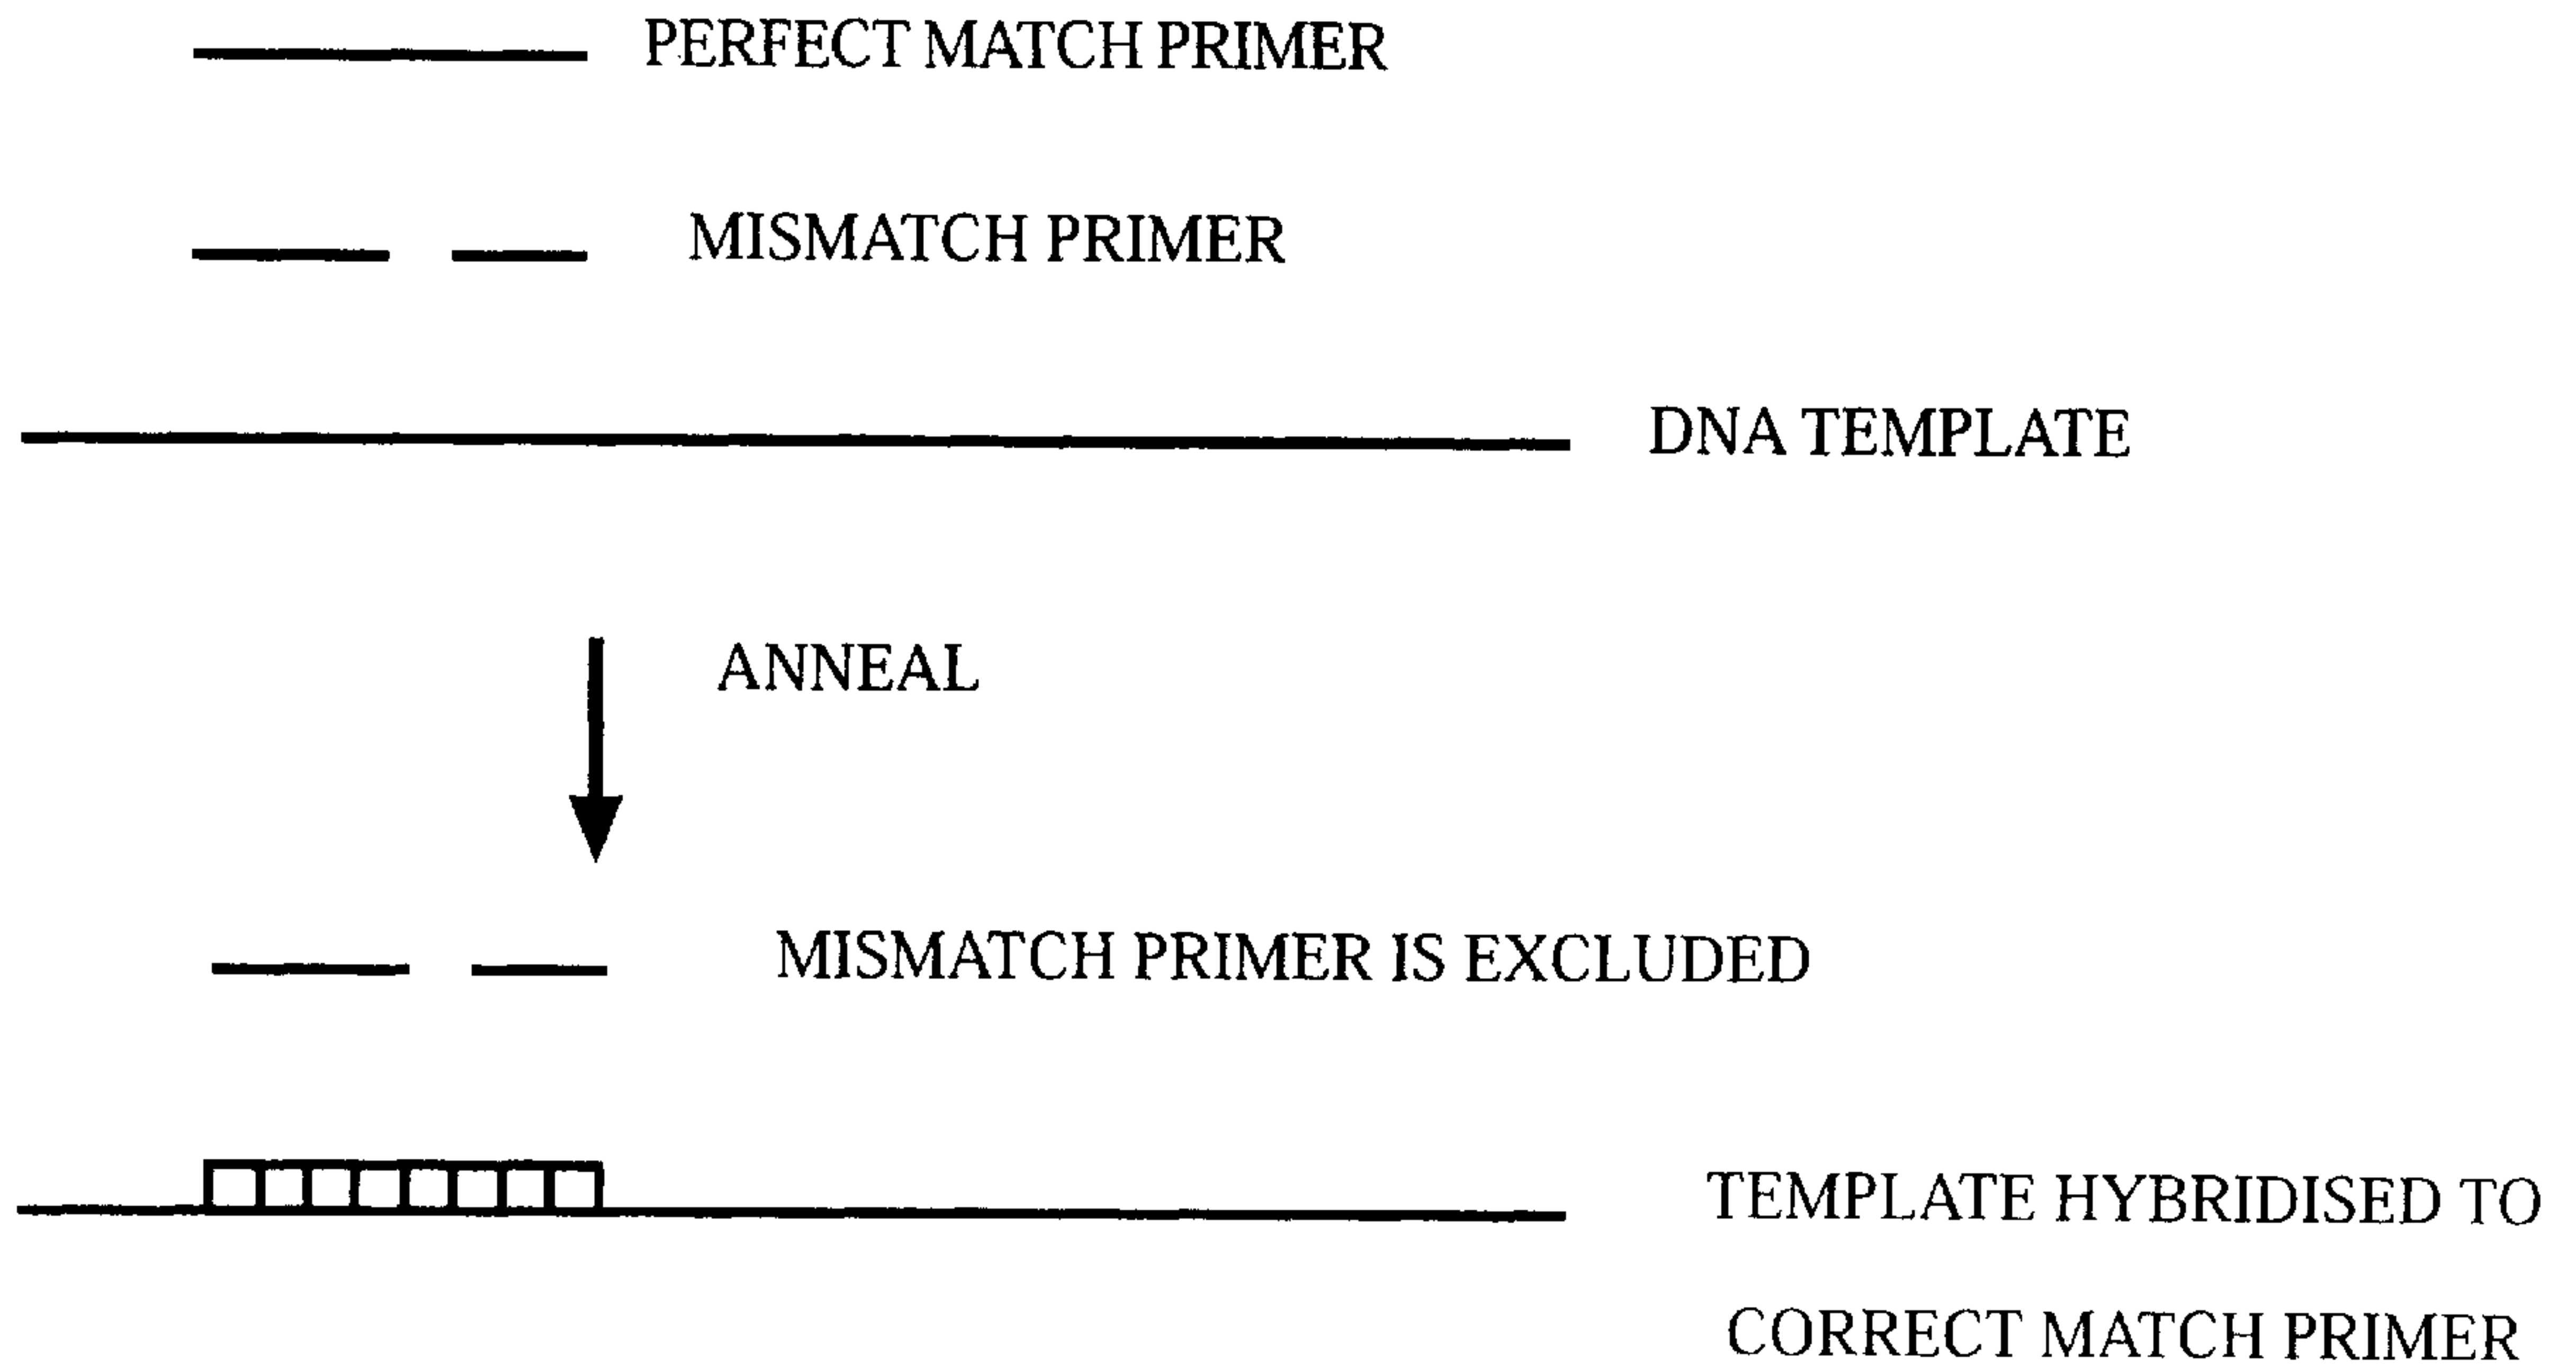 PERFECT MATCH PRIMER
MISMATCH PRIMER
DNA TEMPLATE
ANNEAL
MISMATCH PRIMER IS EXCLUDED
TEMPLATE HYBRIDISED TO
CORRECT MATCH PRIMER